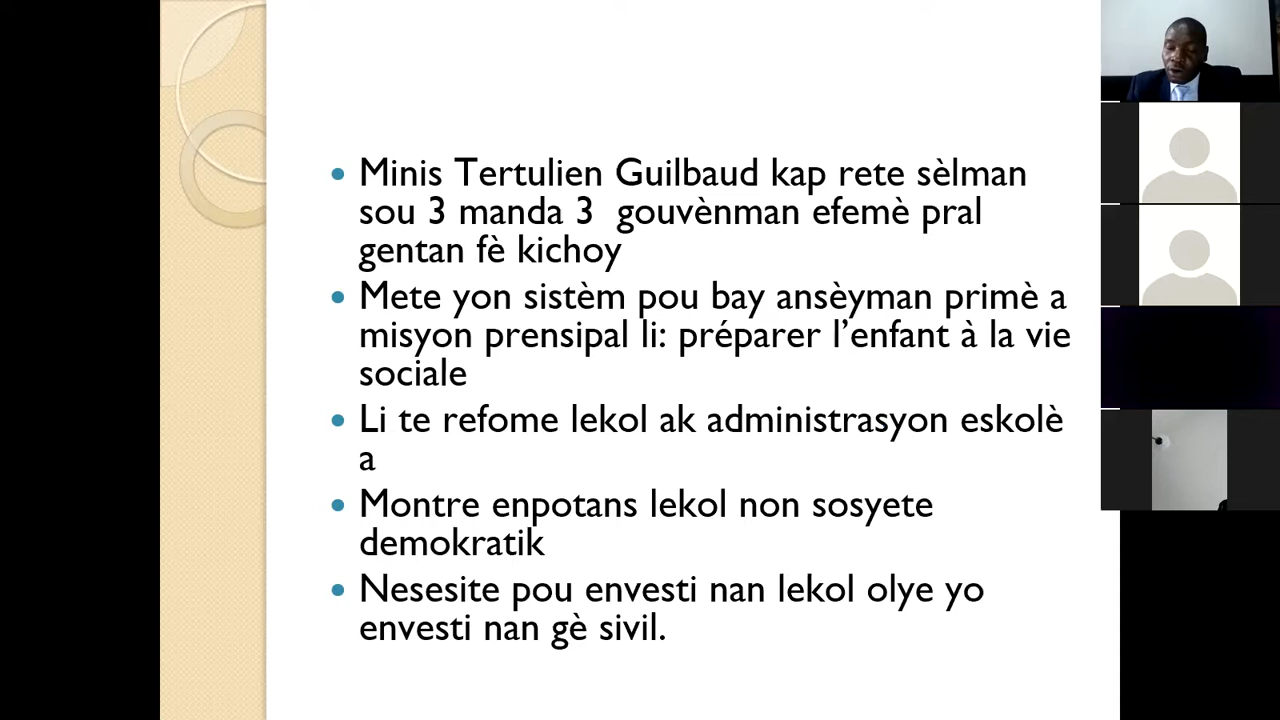 Minis Tertulien Guilbaud kap rete sèlman
sou 3 manda 3 gouvènman efemè pral
gentan fè kichoy
Mete yon sistèm pou bay ansèyman primè a
misyon prensipal li: préparer l’enfant à la vie
sociale
Li te refome lekol ak administrasyon eskolè
a
Montre enpotans lekol non sosyete
demokratik
Nesesite pou envesti nan lekol olye yo
envesti nan gè sivil.